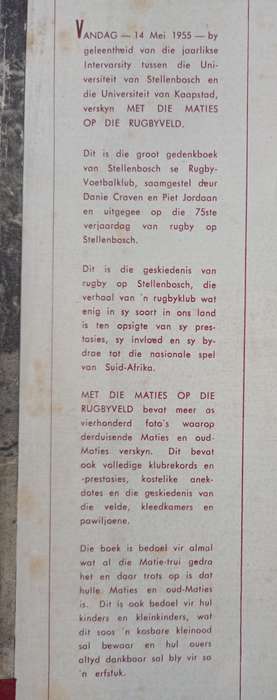 VANDAG — 14 Mei 1955 — by
geleentheid van die jaarlikse
Intervarsity tussen die Uni-
versiteit van Stellenbosch en
die Universiteit van Kaapstad,
verskyn MET DIE MATIES
OP DIE RUGBYVELD.
Dit is die groot gedenkboek
van Stellenbosch se Rugby-
Voetbalklub, saamgestel deur
Danie Craven en Piet Jordaan
en uitgegee op die 75ste
verjaardag van rugby op
Stellenbosch.
Dit is die geskiedenis van
rugby op Stellenbosch, die
verhaal van 'n rugbyklub wat
enig in sy soort in ons land
is ten opsigte van sy pres-
tasies, sy invloed en sy by-
drae tot die nasionale spel
van Suid-Afrika.
MET DIE MATIES OP DIE
RUGBYVELD bevat meer as
vierhonderd foto's waarop
derduisende Maties en oud-
Maties verskyn. Dit bevat
ook volledige klubrekords en
-prestasies, kostelike anek-
dotes en die geskiedenis van
die velde, kleedkamers en
pawiljoene.
Die boek is bedoel vir almal
wat al die Matie-trui gedra
het en daar trots op is dat
hulle Maties en oud-Maties
is. Dit is ook bedoel vir hul
kinders en kleinkinders, wat
dit soos 'n kosbare kleinood
sal bewaar en hul ouers
altyd dankbaar sal bly vir so
'n erfstuk.